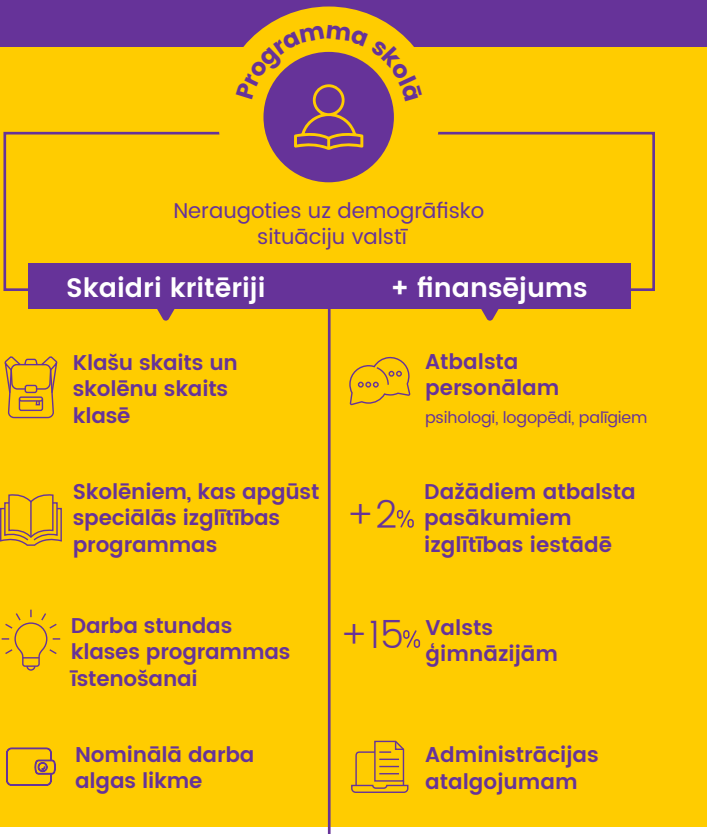 Programma skolā
Neraugoties uz demogrāfisko
situāciju valstī
Skaidri kritēriji
Klašu skaits un
skolēnu skaits
klasē
Skolēniem, kas apgūst
speciālās izglītības
programmas
Darba stundas
klases programmas
īstenošanai
Nominālā darba
algas likme
+ finansējums
Atbalsta
personālam
psihologi, logopēdi, palīgiem
+2% Dažādiem atbalsta
pasākumiem
izglītības iestādē
+15% Valsts
ģimnāzijām
Administrācijas
atalgojumam